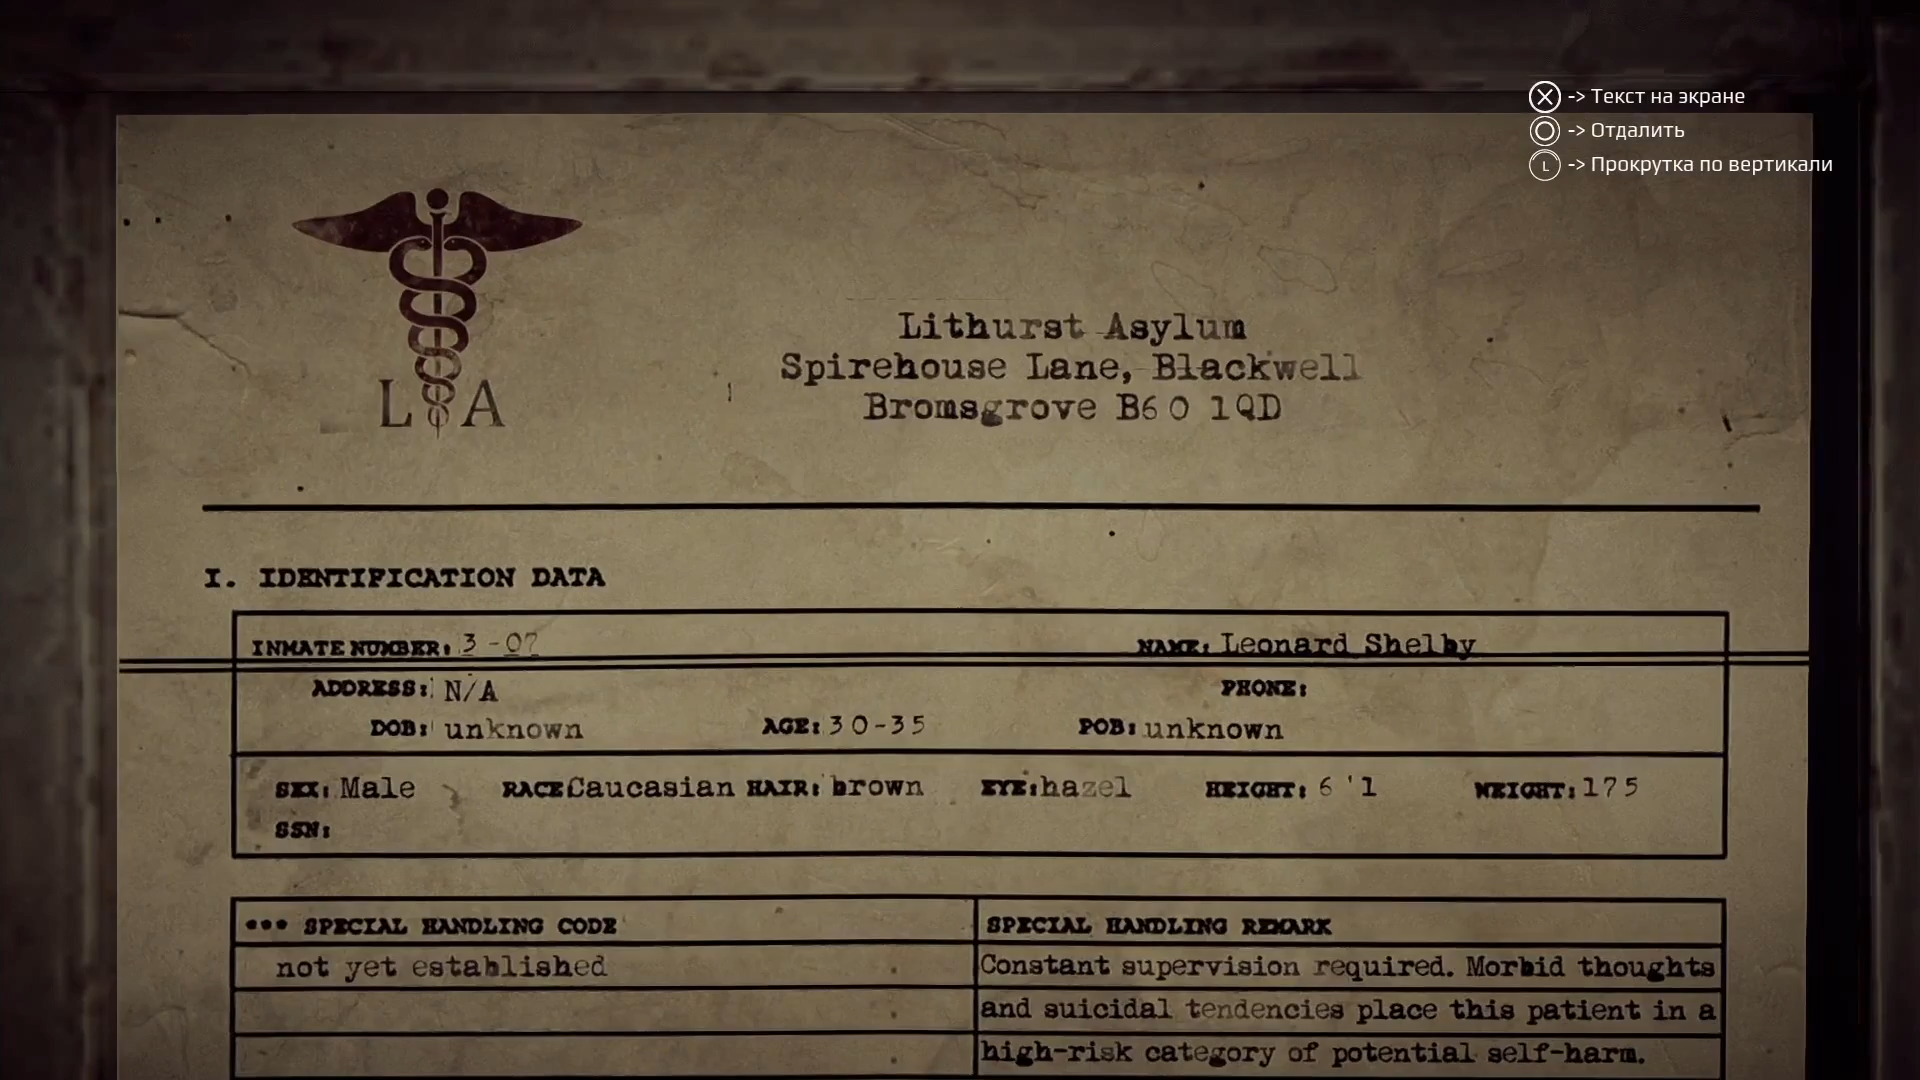 -> Текст на экране
-> Отдалить
L -> Прокрутка по вертикали
L A
Lithurst Asylum
Spirehouse Lane, Blackwell
Bromsgrove B60 1QD
I. IDENTIFICATION DATA
INMATE NUMBER: 3-07 NAME: Leonard Shelby
ADDRESS: N/A PHONE:
DOB: unknown AGE: 30-35 POB: unknown
SEX: Male RACE Caucasian HAIR: brown EYE: hazel HEIGHT: 6'1 WEIGHT: 175
SSN:
*** SPECIAL HANDLING CODE SPECIAL HANDLING REMARK
not yet established Constant supervision required. Morbid thoughts
and suicidal tendencies place this patient in a
high-risk category of potential self-harm.